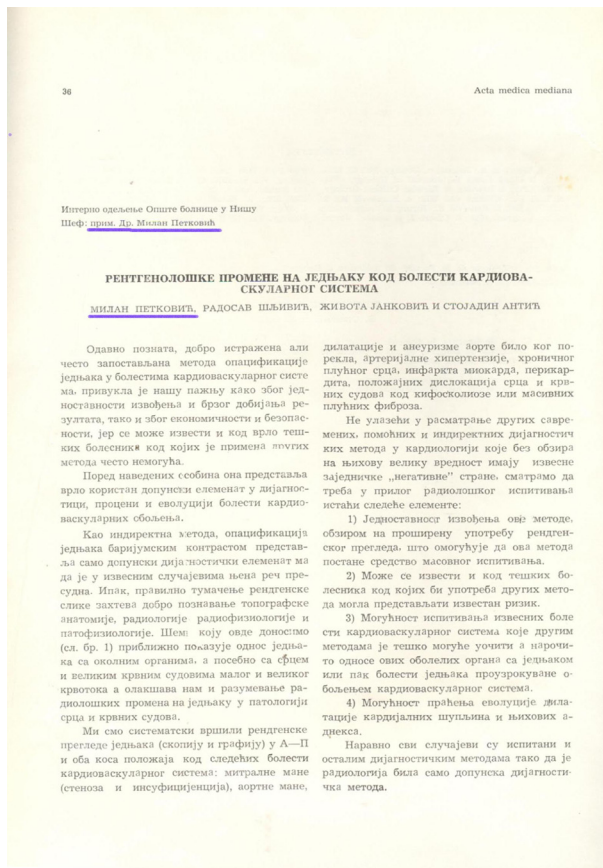 36
Acta medica mediana
Интерно одељење Опште болнице у Нишу
Шеф: прим. Др. Милан Петковић
РЕНТГЕНОЛОШКЕ ПРОМЕНЕ НА ЈЕДЊАКУ КОД БОЛЕСТИ КАРДИОВА-
СКУЛАРНОГ СИСТЕМА
МИЛАН ПЕТКОВИЋ, РАДОСАВ ШЉИВИЋ, ЖИВОТА ЈАНКОВИЋ И СТОЈАДИН АНТИЋ
Одавно позната, добро истражена али
често запостављана метода опацификације
једњака у болестима кардиоваскуларног систе
ма, привукла је нашу пажњу како због јед-
ноставности извођења и брзог добијања ре-
зултата, тако и због економичности и безопас-
ности, јер се може извести и код врло теш-
ких болесника код којих је примена других
метода често немогућа.
Поред наведених особина она представља
врло користан допунски елеменат у дијагнос-
тици, процени и еволуцији болести кардио-
васкуларних обољења.
Као индиректна метода, опацификација
једњака баријумским контрастом представ-
ља само допунски дијагностички елеменат ма
да је у извесним случајевима њена реч пре-
судна. Ипак, правилно тумачење рендгенске
слике захтева добро познавање топографске
анатомије, радиологије радиофизиологије и
патофизиологије. Шема коју овде доносимо
(сл. бр. 1) приближно показује однос једња-
ка са околним органима, а посебно са срцем
и великим крвним судовима малог и великог
крвотока а олакшава нам и разумевање ра-
диолошких промена на једњаку у патологији
срца и крвних судова.
Ми смо систематски вршили рендгенске
прегледе једњака (скопију и графију) у А—П
и оба коса положаја код следећих болести
кардиоваскуларног система: митралне мане
(стеноза и инсуфицијенција), аортне мане,
дилатације и анеуризме аорте било ког по-
рекла, артеријалне хипертензије, хроничног
плућног срца, инфаркта миокарда, перикар-
дита, положајних дислокација срца и крв-
них судова код кифосколиозе или масивних
плућних фиброза.
Не улазећи у расматрање других савре-
мених, помоћних и индиректних дијагностич
ких метода у кардиологији које без обзира
на њихову велику вредност имају извесне
заједничке „негативне" стране, сматрамо да
треба у прилог радиолошког испитивања
истаћи следеће елементе:
1) Једноставност извођења ове методе,
обзиром на проширену употребу рендген-
ског прегледа, што омогућује да ова метода
постане средство масовног испитивања.
2) Може се извести и код тешких бо-
лесника код којих би употреба других мето-
да могла представљати известан ризик.
3) Могућност испитивања извесних боле
сти кардиоваскуларног система које другим
методама је тешко могуће уочити а нарочи-
то односе ових оболелих органа са једњаком
или пак болести једњака проузроковане о-
бољењем кардиоваскуларног система.
4) Могућност праћења еволуције дила-
тације кардијалних шупљина и њихових а-
днекса.
Наравно сви случајеви су испитани и
осталим дијагностичким методама тако да је
радиологија била само допунска дијагности-
чка метода.